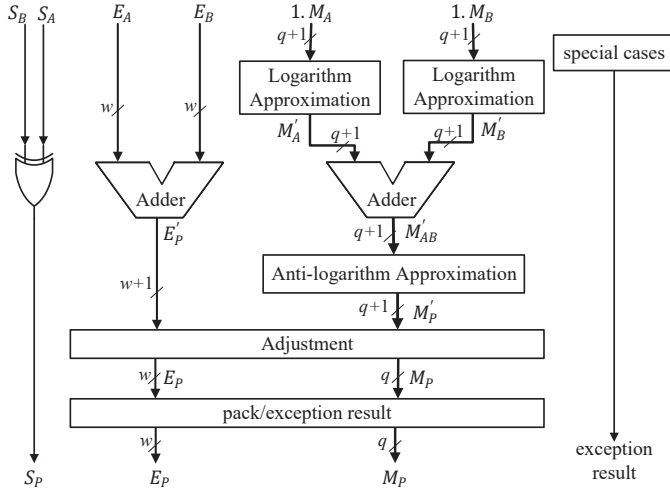 S_B S_A E_A E_B 1.M_A 1.M_B
q+1 q+1
special cases
Logarithm Approximation
Logarithm Approximation
w w
M'_A q+1 q+1 M'_B
Adder
Adder
E'_P
q+1 M'_AB
w+1
Anti-logarithm Approximation
q+1 M'_P
Adjustment
w E_P q M_P
pack/exception result
w q
exception result
S_P E_P M_P